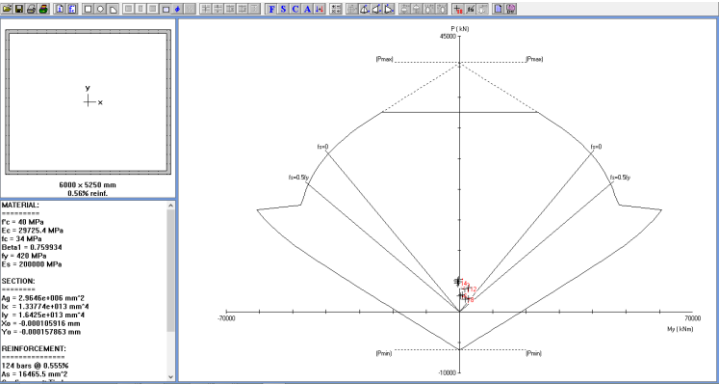 F S C A
y
x
6000 x 5250 mm
0.56% reinf.
MATERIAL:
=========
f'c = 40 MPa
Ec = 29725.4 MPa
fc = 34 MPa
Beta1 = 0.759934
fy = 420 MPa
Es = 200000 MPa
SECTION:
========
Ag = 2.9646e+006 mm^2
Ix = 1.33774e+013 mm^4
Iy = 1.6425e+013 mm^4
Xo = -0.000105916 mm
Yo = -0.000157863 mm
REINFORCEMENT:
===============
124 bars @ 0.555%
As = 16465.5 mm^2
P ( kN)
45000
(Pmax)
(Pmax)
fs=0
fs=0
fs=0.5fy
fs=0.5fy
-70000
70000
My ( kNm)
(Pmin)
(Pmin)
-10000